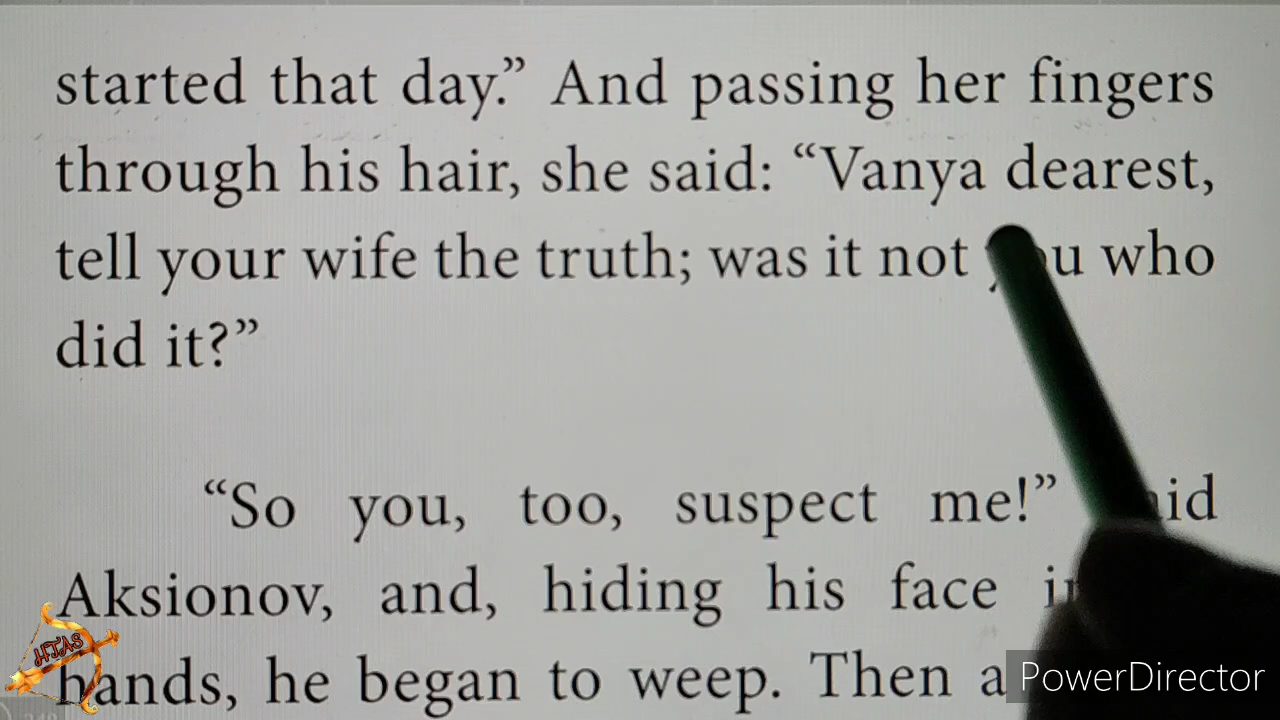 started that day.” And passing her fingers
through his hair, she said: “Vanya dearest,
tell your wife the truth; was it not you who
did it?”
“So you, too, suspect me!” said
Aksionov, and, hiding his face in
hands, he began to weep. Then a
HTAS
PowerDirector